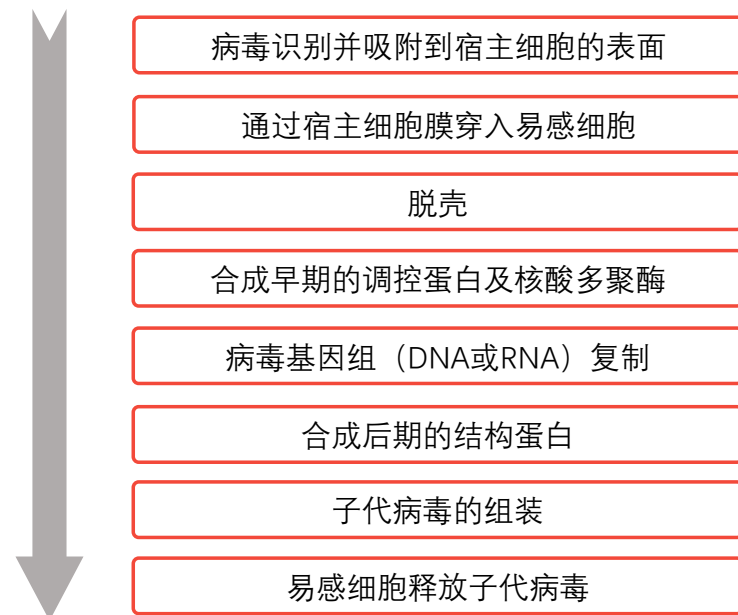 病毒识别并吸附到宿主细胞的表面
通过宿主细胞膜穿入易感细胞
脱壳
合成早期的调控蛋白及核酸多聚酶
病毒基因组（DNA或RNA）复制
合成后期的结构蛋白
子代病毒的组装
易感细胞释放子代病毒